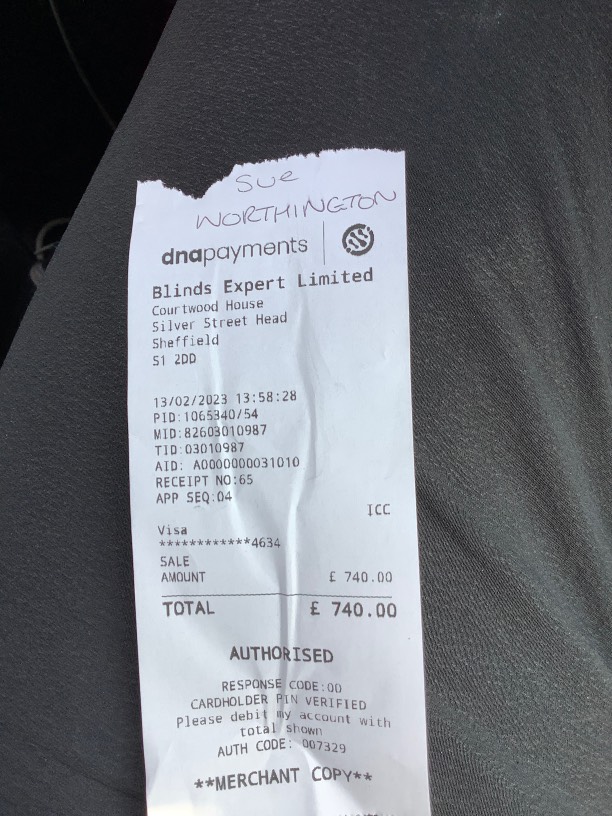 Sue
WORTHINGTON
dnapayments
Blinds Expert Limited
Courtwood House
Silver Street Head
Sheffield
S1 2DD
13/02/2023 13:58:28
PID:1065340/54
MID:82603010987
TID:03010987
AID: A0000000031010
RECEIPT NO:65
APP SEQ:04
ICC
Visa
************4634
SALE
AMOUNT £ 740.00
TOTAL £ 740.00
AUTHORISED
RESPONSE CODE:00
CARDHOLDER PIN VERIFIED
Please debit my account with
total shown
AUTH CODE: 007329
**MERCHANT COPY**